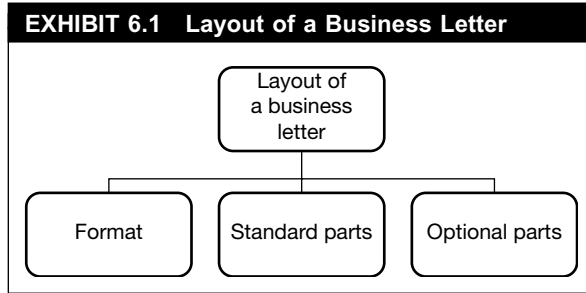 EXHIBIT 6.1 Layout of a Business Letter
Layout of
a business
letter
Format
Standard parts
Optional parts